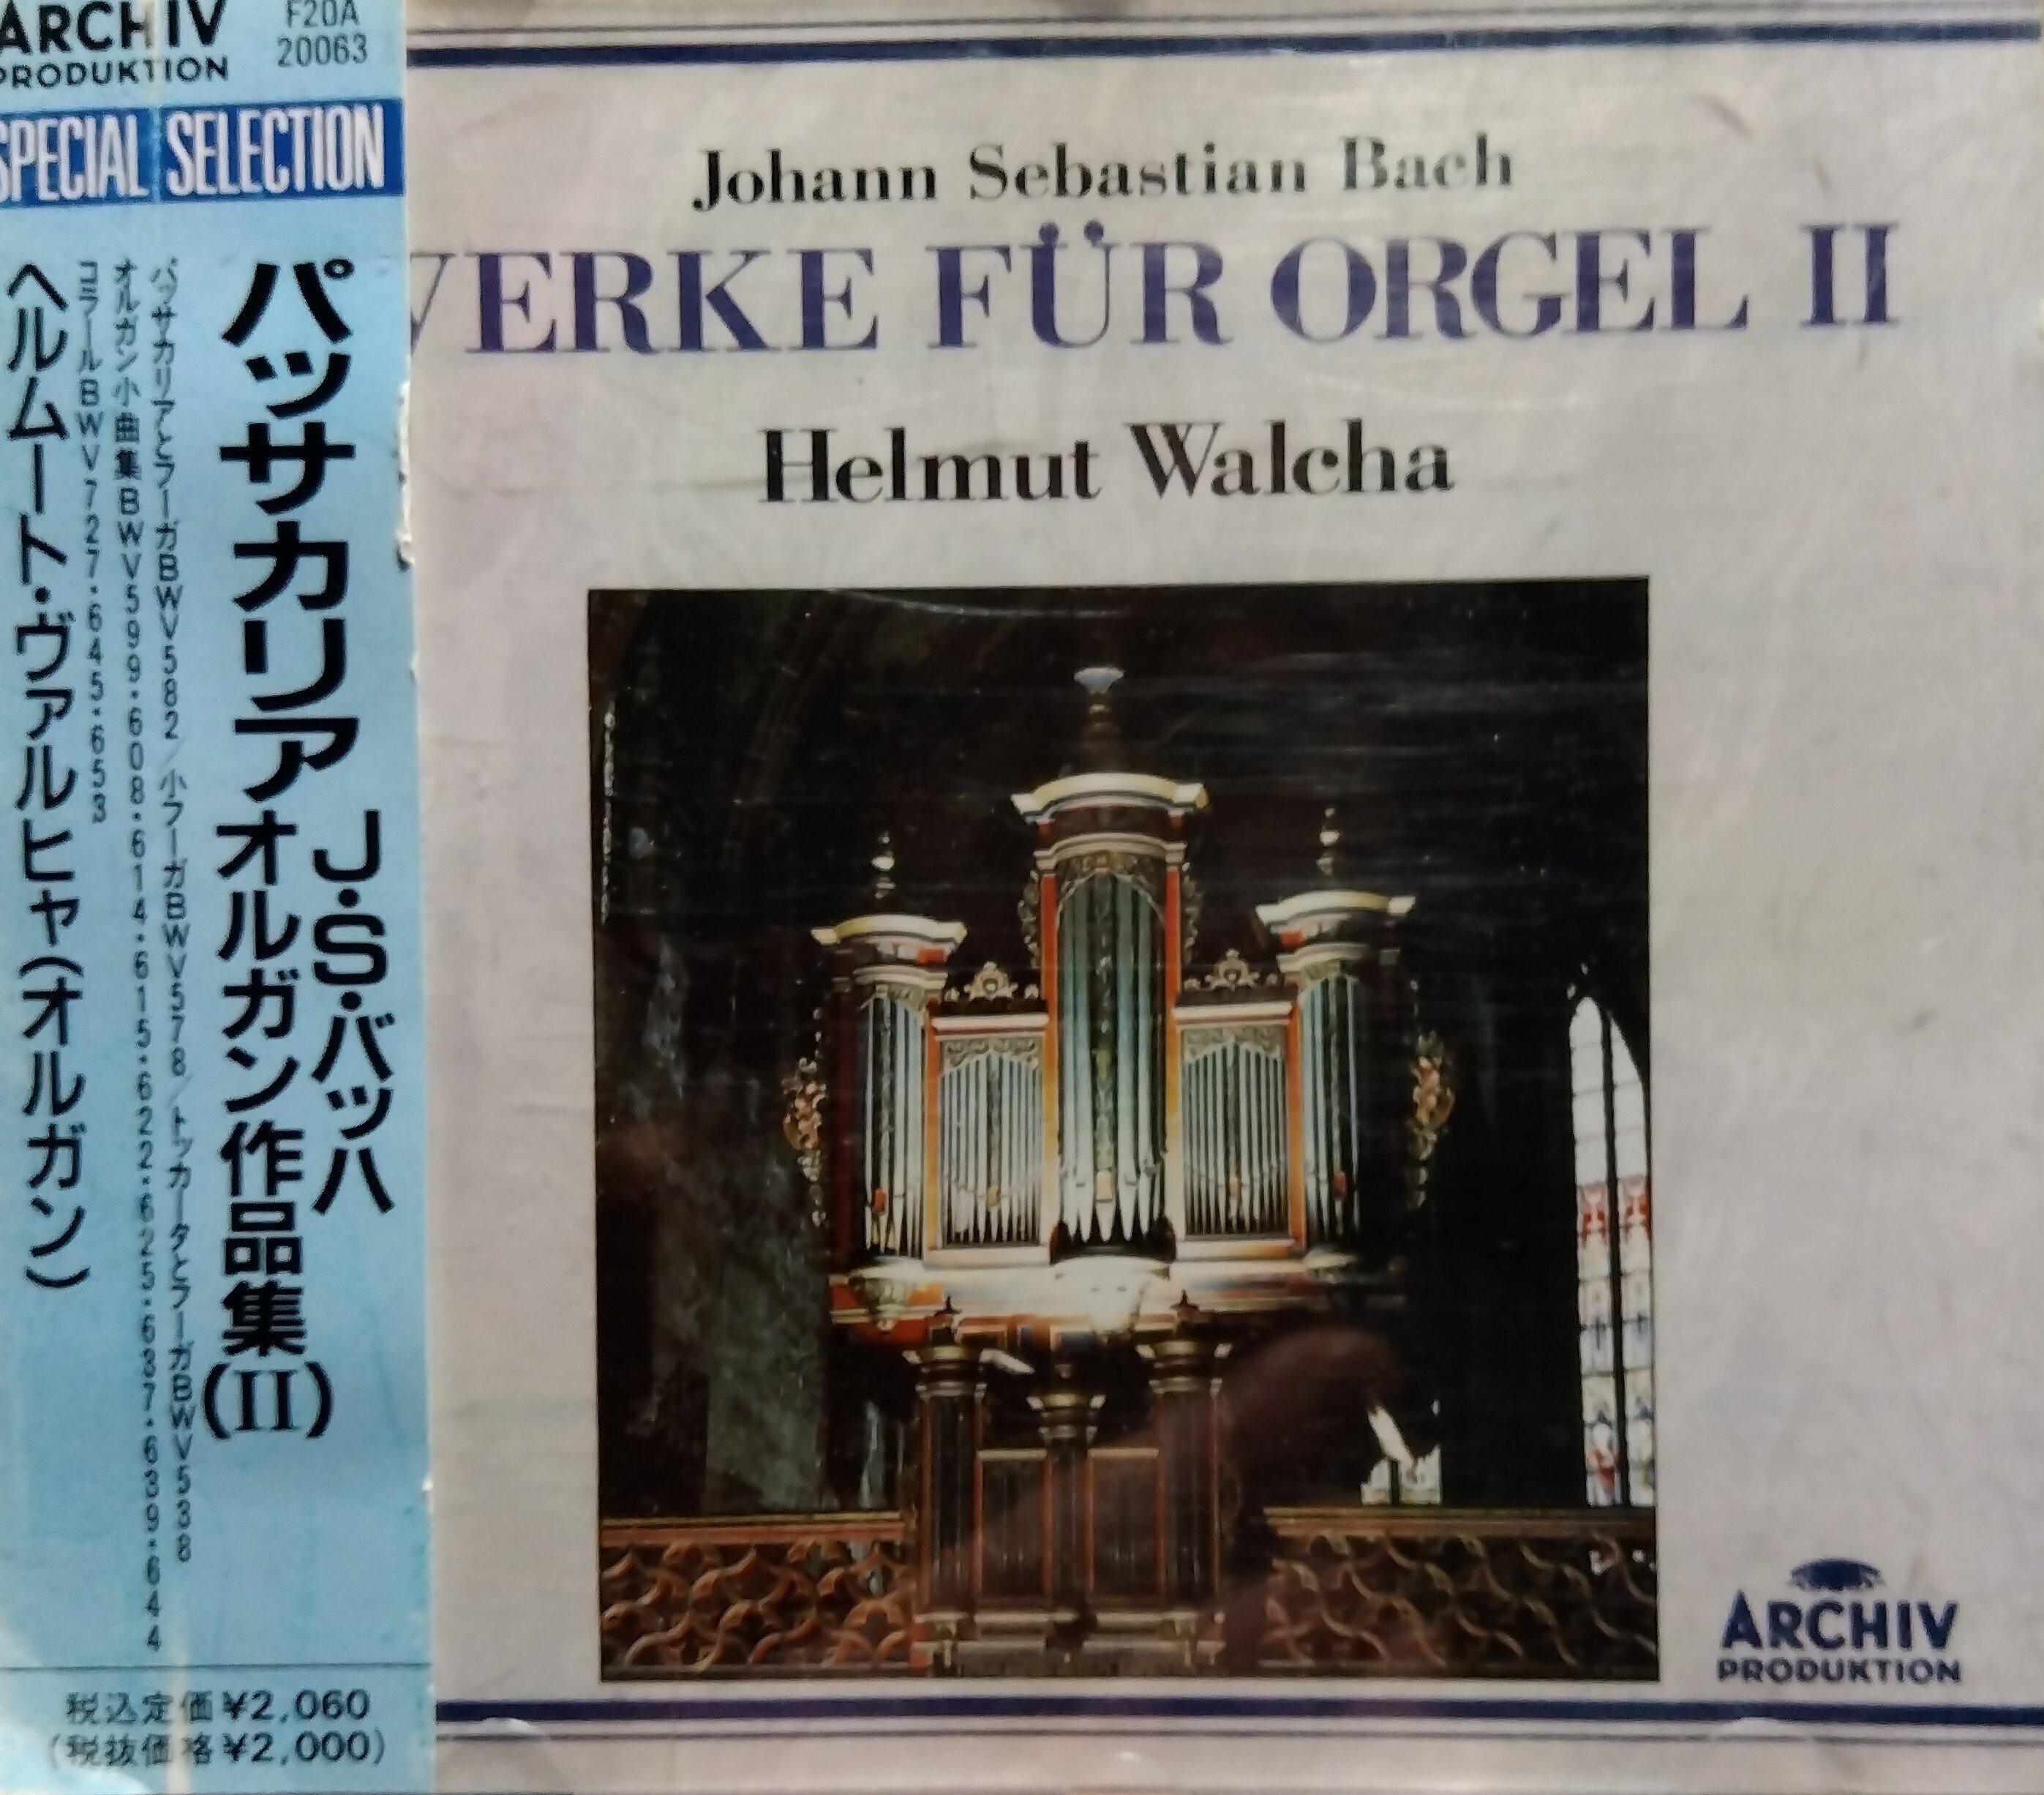 ARCHIV
PRODUKTION
F20A
20063
SPECIAL SELECTION
J・S・バッハ
パッサカリア オルガン作品集(II)
パッサカリアとフーガBWV582／小フーガBWV578／トッカータとフーガBWV538
オルガン小曲集BWV599・608・614・615・622・625・637・639・644
コラールBWV727・645・653
ヘルムート・ヴァルヒャ(オルガン)
税込定価¥2,060
(税抜価格¥2,000)
Johann Sebastian Bach
WERKE FÜR ORGEL II
Helmut Walcha
ARCHIV
PRODUKTION